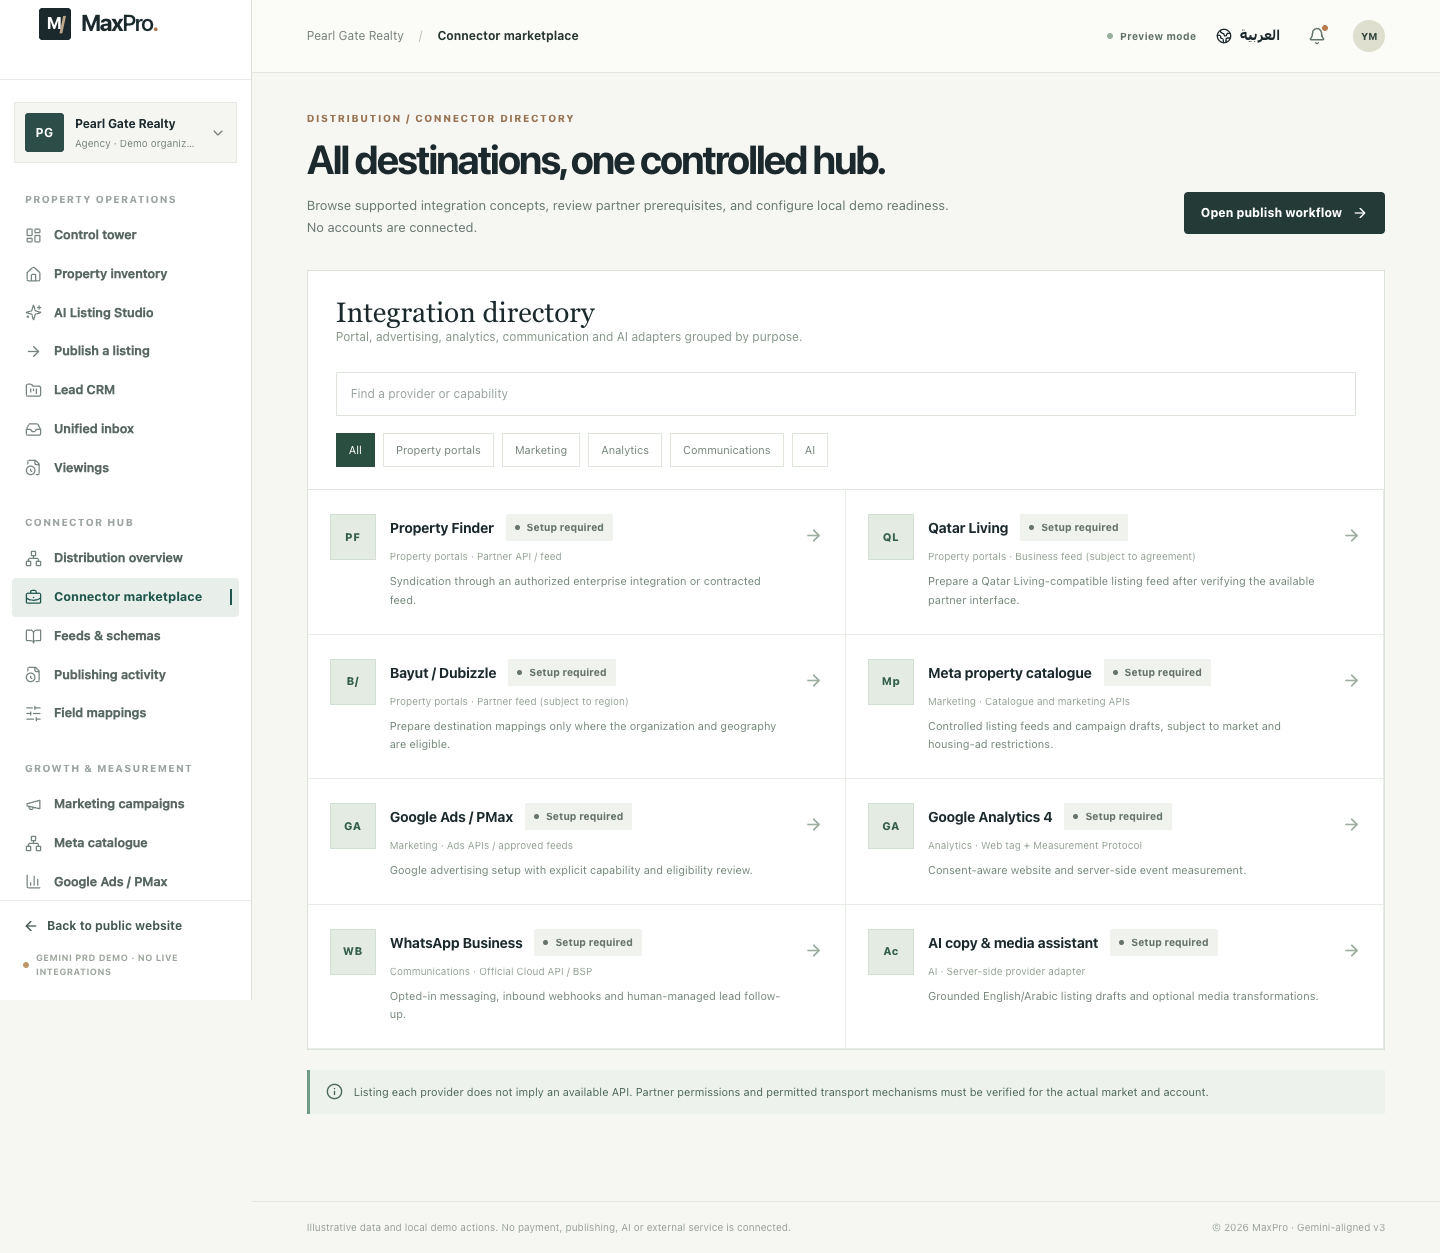 M/ MaxPro.
PG
Pearl Gate Realty
Agency · Demo organiz...
PROPERTY OPERATIONS
Control tower
Property inventory
AI Listing Studio
Publish a listing
Lead CRM
Unified inbox
Viewings
CONNECTOR HUB
Distribution overview
Connector marketplace
Feeds & schemas
Publishing activity
Field mappings
GROWTH & MEASUREMENT
Marketing campaigns
Meta catalogue
Google Ads / PMax
Back to public website
GEMINI PRD DEMO · NO LIVE
INTEGRATIONS
Pearl Gate Realty / Connector marketplace
Preview mode
العربية
YM
DISTRIBUTION / CONNECTOR DIRECTORY
All destinations, one controlled hub.
Browse supported integration concepts, review partner prerequisites, and configure local demo readiness.
No accounts are connected.
Open publish workflow
Integration directory
Portal, advertising, analytics, communication and AI adapters grouped by purpose.
Find a provider or capability
All
Property portals
Marketing
Analytics
Communications
AI
PF
Property Finder
Setup required
Property portals · Partner API / feed
Syndication through an authorized enterprise integration or contracted
feed.
QL
Qatar Living
Setup required
Property portals · Business feed (subject to agreement)
Prepare a Qatar Living-compatible listing feed after verifying the available
partner interface.
B/
Bayut / Dubizzle
Setup required
Property portals · Partner feed (subject to region)
Prepare destination mappings only where the organization and geography
are eligible.
Mp
Meta property catalogue
Setup required
Marketing · Catalogue and marketing APIs
Controlled listing feeds and campaign drafts, subject to market and
housing-ad restrictions.
GA
Google Ads / PMax
Setup required
Marketing · Ads APIs / approved feeds
Google advertising setup with explicit capability and eligibility review.
GA
Google Analytics 4
Setup required
Analytics · Web tag + Measurement Protocol
Consent-aware website and server-side event measurement.
WB
WhatsApp Business
Setup required
Communications · Official Cloud API / BSP
Opted-in messaging, inbound webhooks and human-managed lead follow-
up.
Ac
AI copy & media assistant
Setup required
AI · Server-side provider adapter
Grounded English/Arabic listing drafts and optional media transformations.
Listing each provider does not imply an available API. Partner permissions and permitted transport mechanisms must be verified for the actual market and account.
Illustrative data and local demo actions. No payment, publishing, AI or external service is connected.
© 2026 MaxPro · Gemini-aligned v3